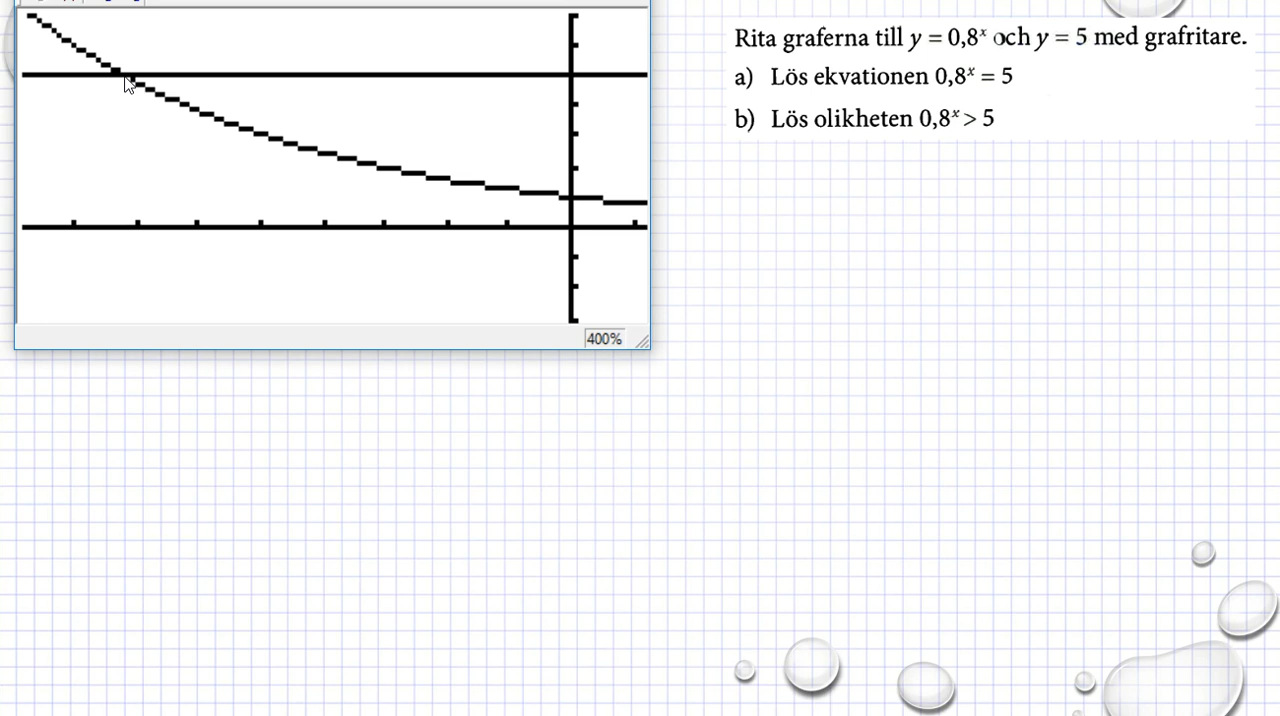 Rita graferna till y = 0,8ˣ och y = 5 med grafritare.
a) Lös ekvationen 0,8ˣ = 5
b) Lös olikheten 0,8ˣ > 5
400%